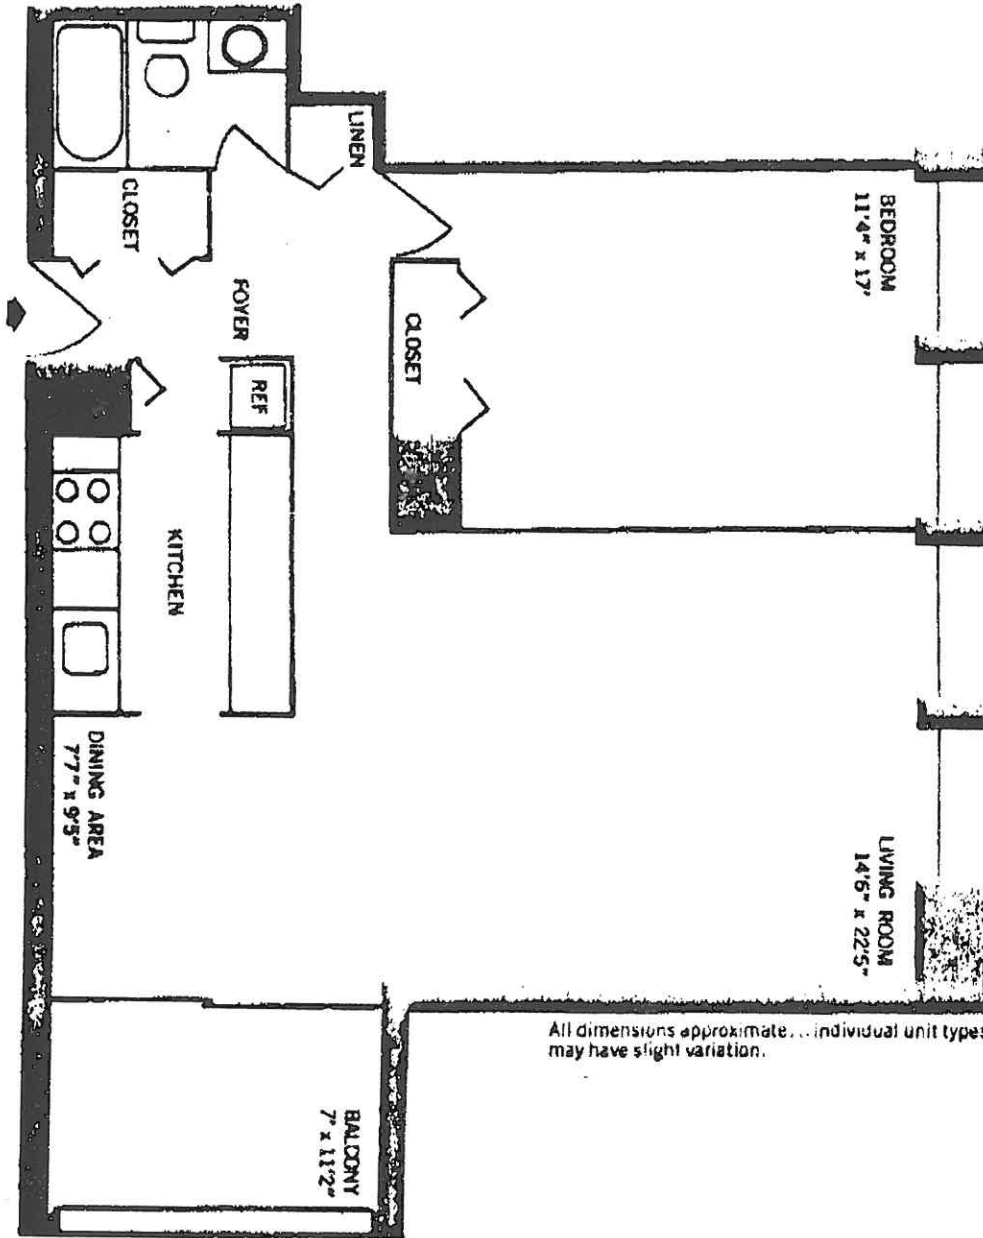 LINEN
CLOSET
BEDROOM
11'4" x 17'
FOYER
CLOSET
REF
KITCHEN
DINING AREA
7'7" x 9'5"
LIVING ROOM
14'6" x 22'5"
All dimensions approximate... individual unit types
may have slight variation.
BALCONY
7' x 11'2"